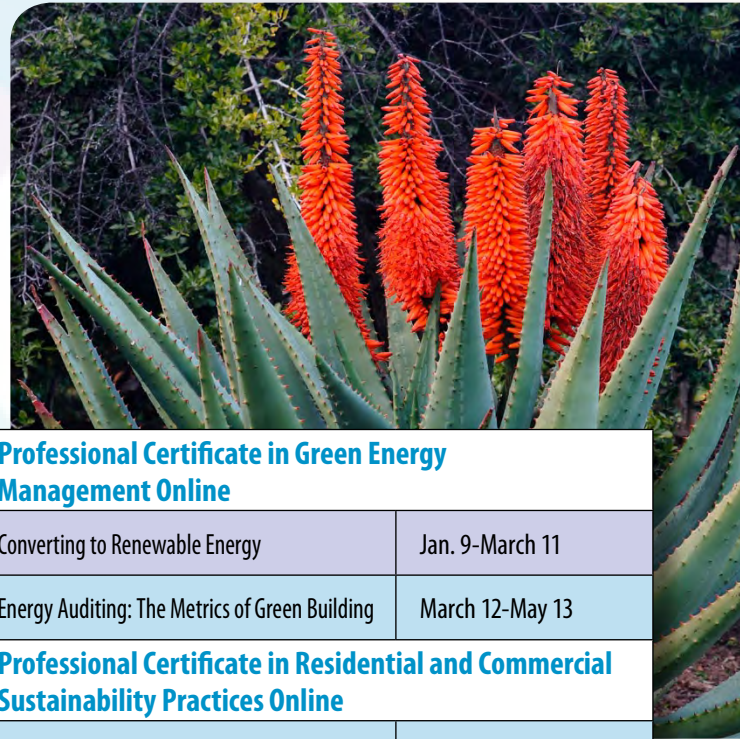 Professional Certificate in Green Energy
Management Online
Converting to Renewable Energy
Jan. 9-March 11
Energy Auditing: The Metrics of Green Building
March 12-May 13
Professional Certificate in Residential and Commercial
Sustainability Practices Online